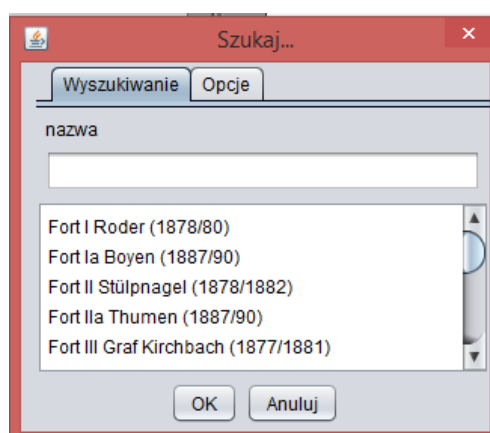 Szukaj...
Wyszukiwanie Opcje
nazwa
Fort I Roder (1878/80)
Fort Ia Boyen (1887/90)
Fort II Stülpnagel (1878/1882)
Fort IIa Thumen (1887/90)
Fort III Graf Kirchbach (1877/1881)
OK Anuluj